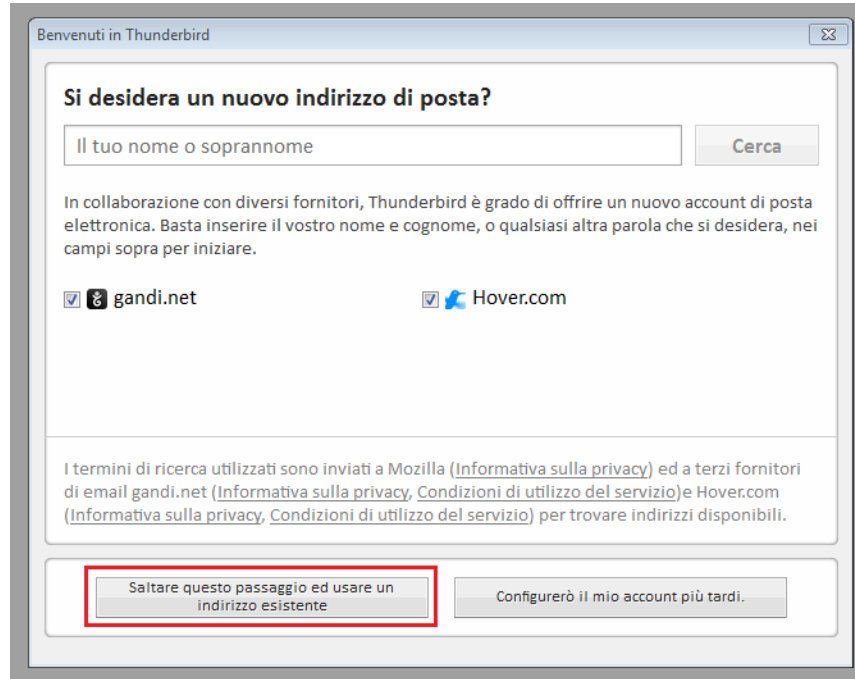 Benvenuti in Thunderbird
Si desidera un nuovo indirizzo di posta?
Il tuo nome o soprannome
Cerca
In collaborazione con diversi fornitori, Thunderbird è grado di offrire un nuovo account di posta
elettronica. Basta inserire il vostro nome e cognome, o qualsiasi altra parola che si desidera, nei
campi sopra per iniziare.
gandi.net
Hover.com
I termini di ricerca utilizzati sono inviati a Mozilla (Informativa sulla privacy) ed a terzi fornitori
di email gandi.net (Informativa sulla privacy, Condizioni di utilizzo del servizio)e Hover.com
(Informativa sulla privacy, Condizioni di utilizzo del servizio) per trovare indirizzi disponibili.
Saltare questo passaggio ed usare un
indirizzo esistente
Configurerò il mio account più tardi.